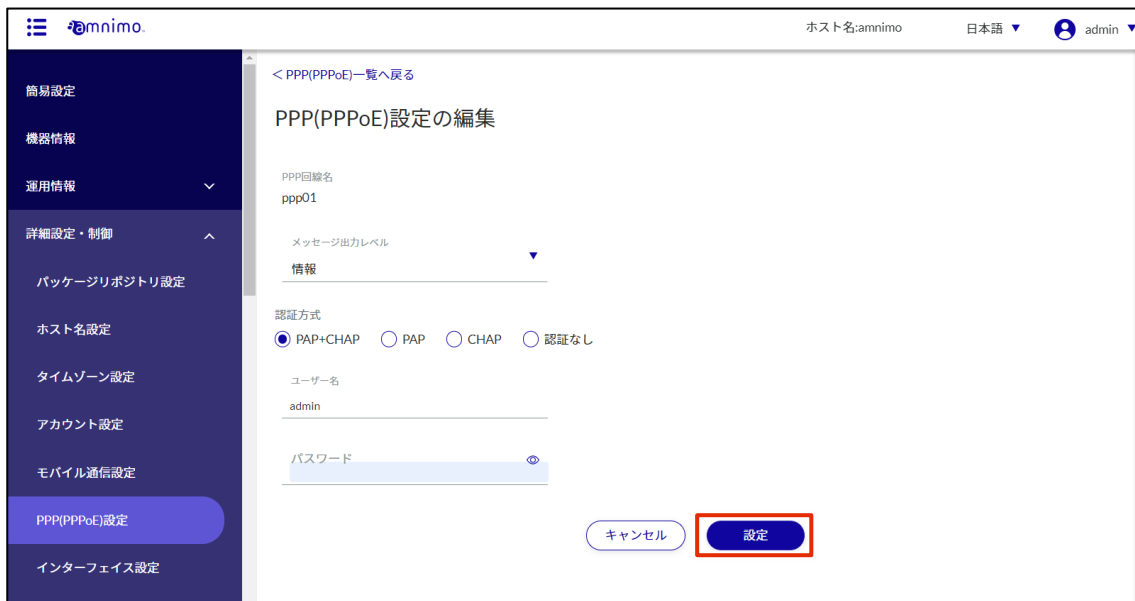 amnimo.
ホスト名:amnimo
日本語
admin
簡易設定
機器情報
運用情報
詳細設定・制御
パッケージリポジトリ設定
ホスト名設定
タイムゾーン設定
アカウント設定
モバイル通信設定
PPP(PPPoE)設定
インターフェイス設定
< PPP(PPPoE)一覧へ戻る
PPP(PPPoE)設定の編集
PPP回線名
ppp01
メッセージ出力レベル
情報
認証方式
PAP+CHAP PAP CHAP 認証なし
ユーザー名
admin
パスワード
キャンセル 設定